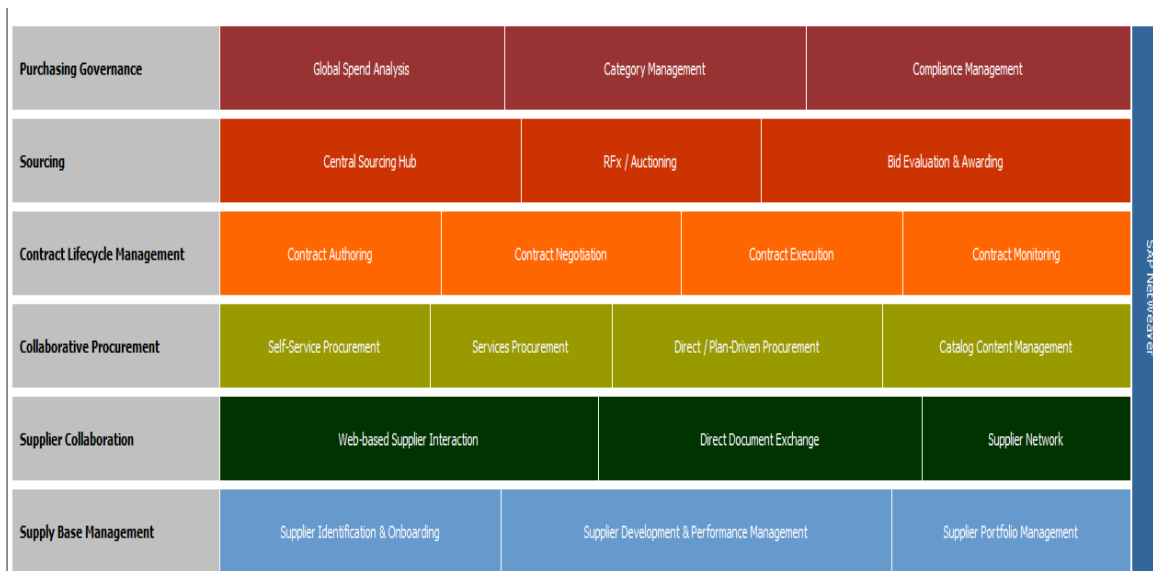 Purchasing Governance
Global Spend Analysis
Category Management
Compliance Management
Sourcing
Central Sourcing Hub
RFx / Auctioning
Bid Evaluation & Awarding
Contract Lifecycle Management
Contract Authoring
Contract Negotiation
Contract Execution
Contract Monitoring
Collaborative Procurement
Self-Service Procurement
Services Procurement
Direct / Plan-Driven Procurement
Catalog Content Management
Supplier Collaboration
Web-based Supplier Interaction
Direct Document Exchange
Supplier Network
Supply Base Management
Supplier Identification & Onboarding
Supplier Development & Performance Management
Supplier Portfolio Management
SAP Netweaver